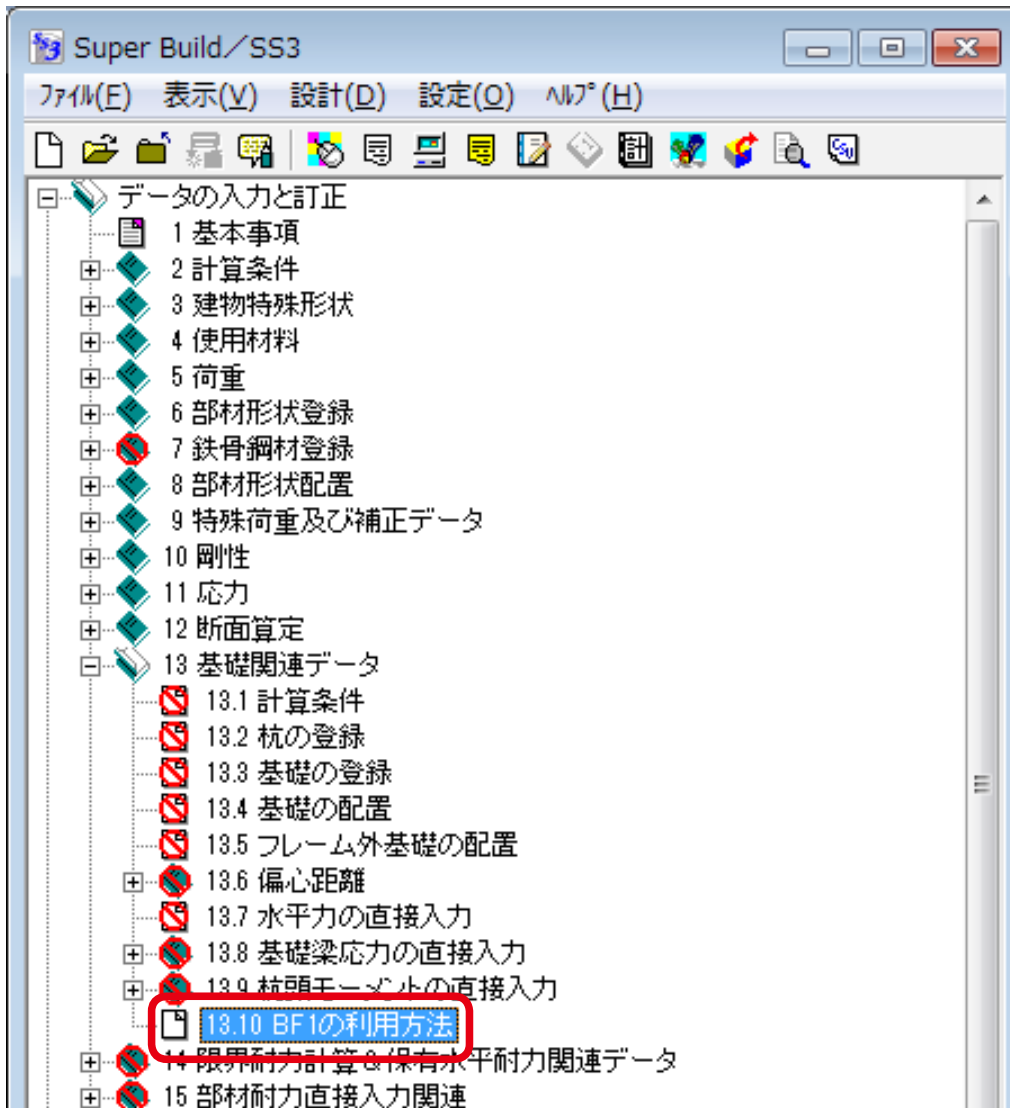 Super Build／SS3
ﾌｧｲﾙ(F) 表示(V) 設計(D) 設定(O) ﾍﾙﾌﾟ(H)
データの入力と訂正
1 基本事項
2 計算条件
3 建物特殊形状
4 使用材料
5 荷重
6 部材形状登録
7 鉄骨鋼材登録
8 部材形状配置
9 特殊荷重及び補正データ
10 剛性
11 応力
12 断面算定
13 基礎関連データ
13.1 計算条件
13.2 杭の登録
13.3 基礎の登録
13.4 基礎の配置
13.5 フレーム外基礎の配置
13.6 偏心距離
13.7 水平力の直接入力
13.8 基礎梁応力の直接入力
13.9 杭頭モーメントの直接入力
13.10 BF1の利用方法
14 限界耐力計算＆保有水平耐力関連データ
15 部材耐力直接入力関連